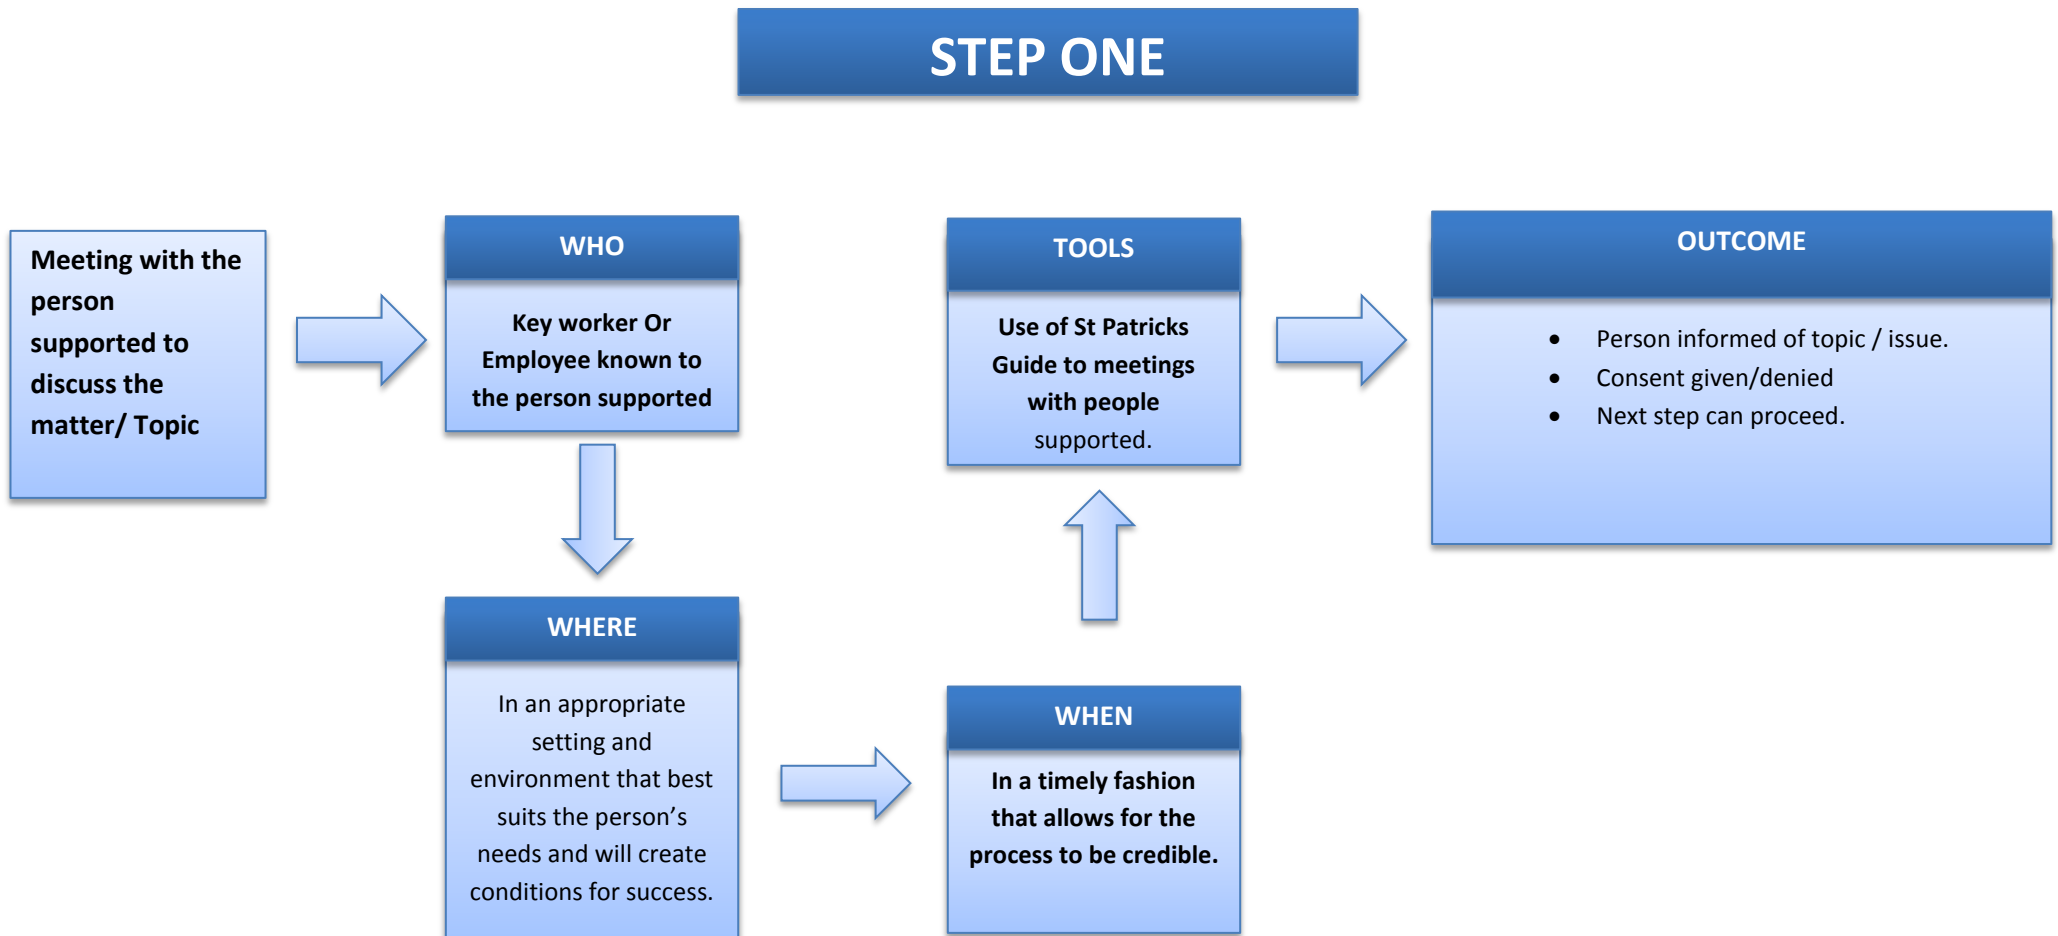 STEP ONE
Meeting with the
person
supported to
discuss the
matter/ Topic
WHO
Key worker Or
Employee known to
the person supported
WHERE
In an appropriate
setting and
environment that best
suits the person’s
needs and will create
conditions for success.
WHEN
In a timely fashion
that allows for the
process to be credible.
TOOLS
Use of St Patricks
Guide to meetings
with people
supported.
OUTCOME
• Person informed of topic / issue.
• Consent given/denied
• Next step can proceed.